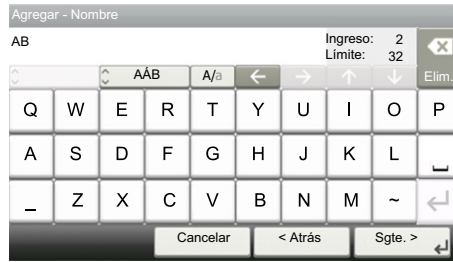 Agregar - Nombre
AB
Ingreso: 2
Límite: 32
AÁB A/a Elim.
Q W E R T Y U I O P
A S D F G H J K L
_ Z X C V B N M ~
Cancelar < Atrás Sgte. >